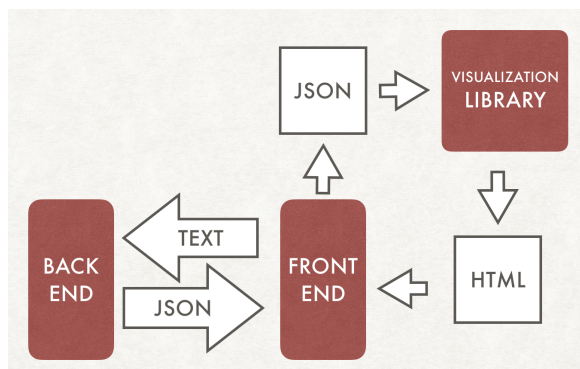 JSON
VISUALIZATION
LIBRARY
BACK
END
TEXT
JSON
FRONT
END
HTML